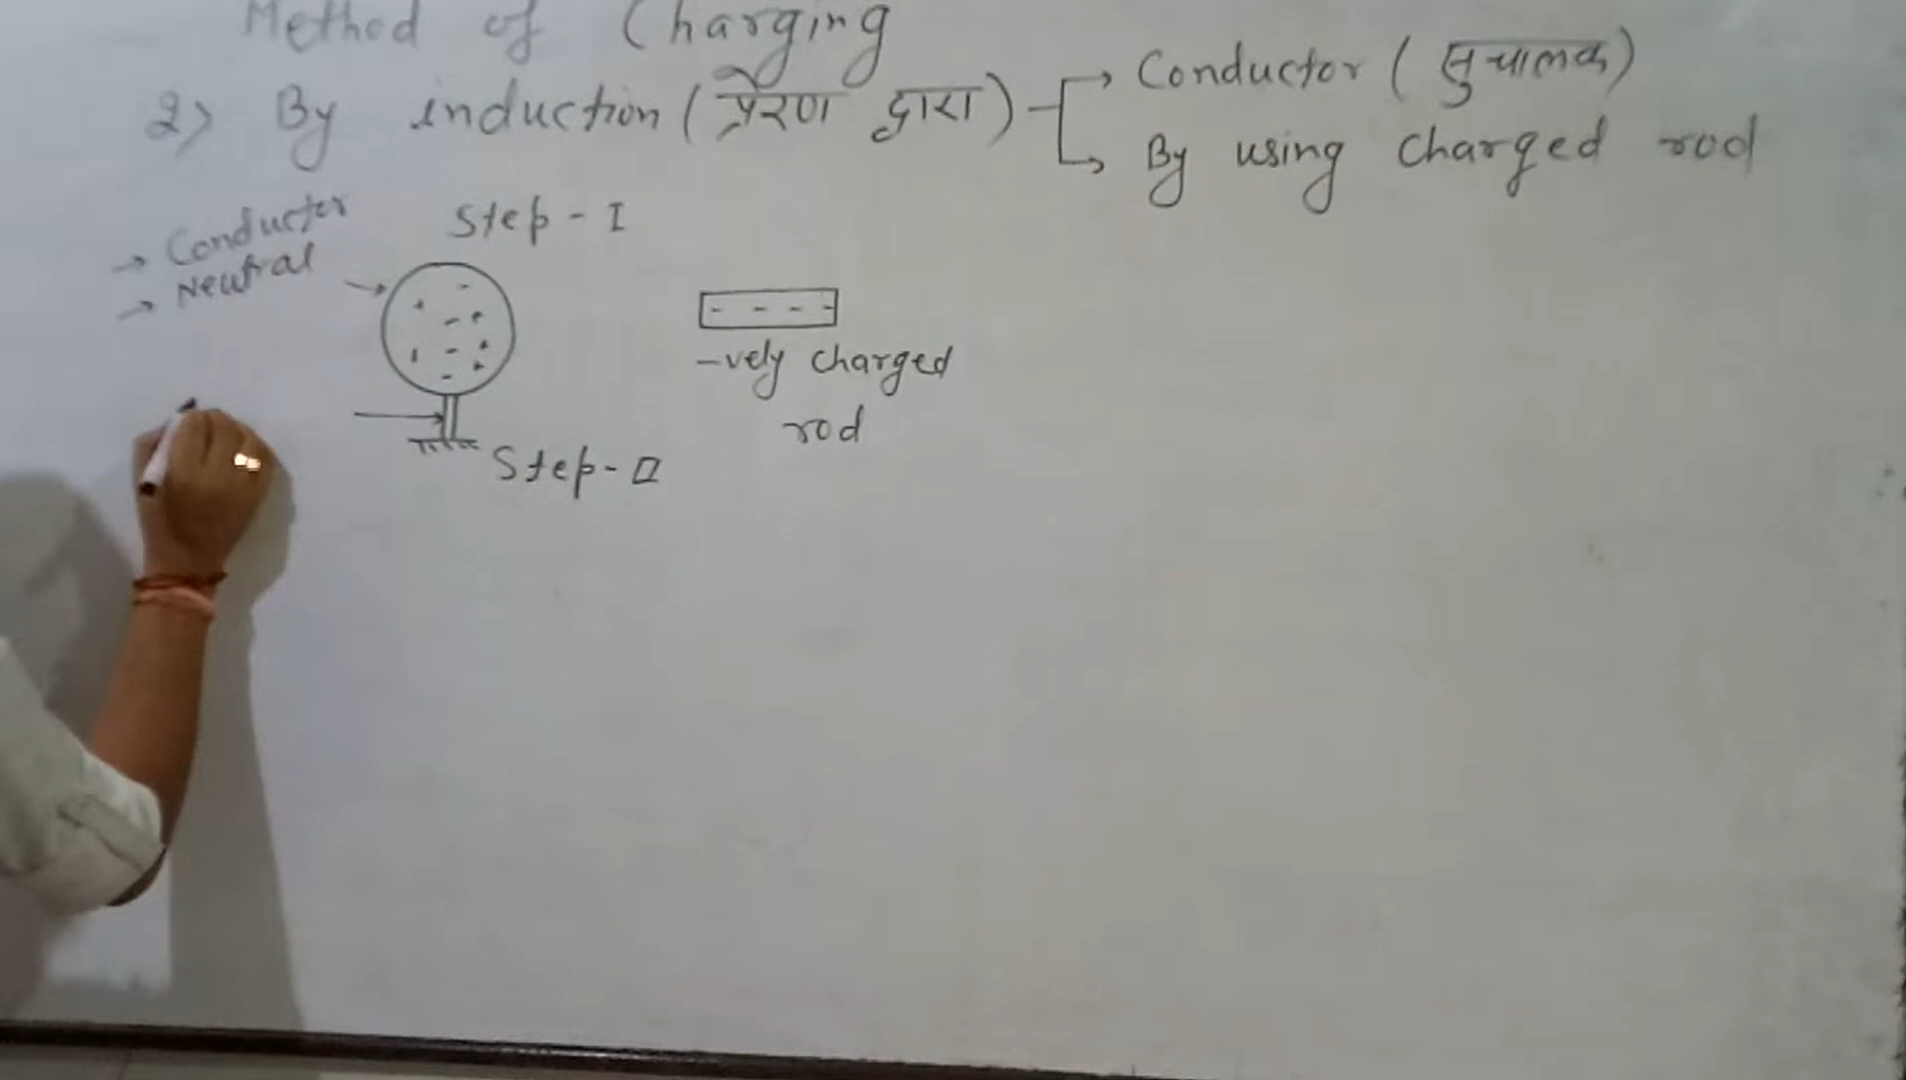 Method of Charging
2) By induction (प्रेरण द्वारा) → Conductor (सुचालक)
→ By using Charged rod
Step - I
→ Conductor
→ Neutral
-vely charged
rod
Step - II